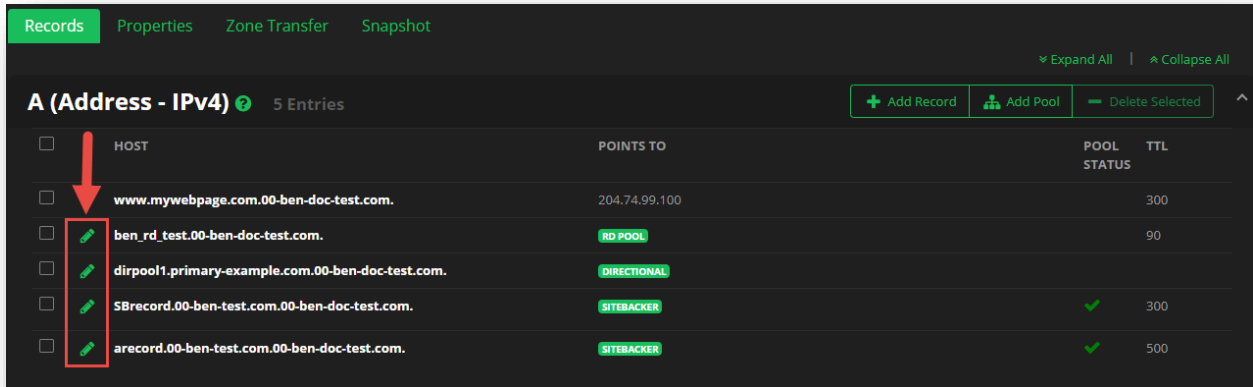 Records Properties Zone Transfer Snapshot
Expand All | Collapse All
A (Address - IPv4) ? 5 Entries + Add Record Add Pool − Delete Selected
HOST POINTS TO POOL STATUS TTL
www.mywebpage.com.00-ben-doc-test.com. 204.74.99.100 300
ben_rd_test.00-ben-doc-test.com. RD POOL 90
dirpool1.primary-example.com.00-ben-doc-test.com. DIRECTIONAL
SBrecord.00-ben-test.com.00-ben-doc-test.com. SITEBACKER 300
arecord.00-ben-test.com.00-ben-doc-test.com. SITEBACKER 500